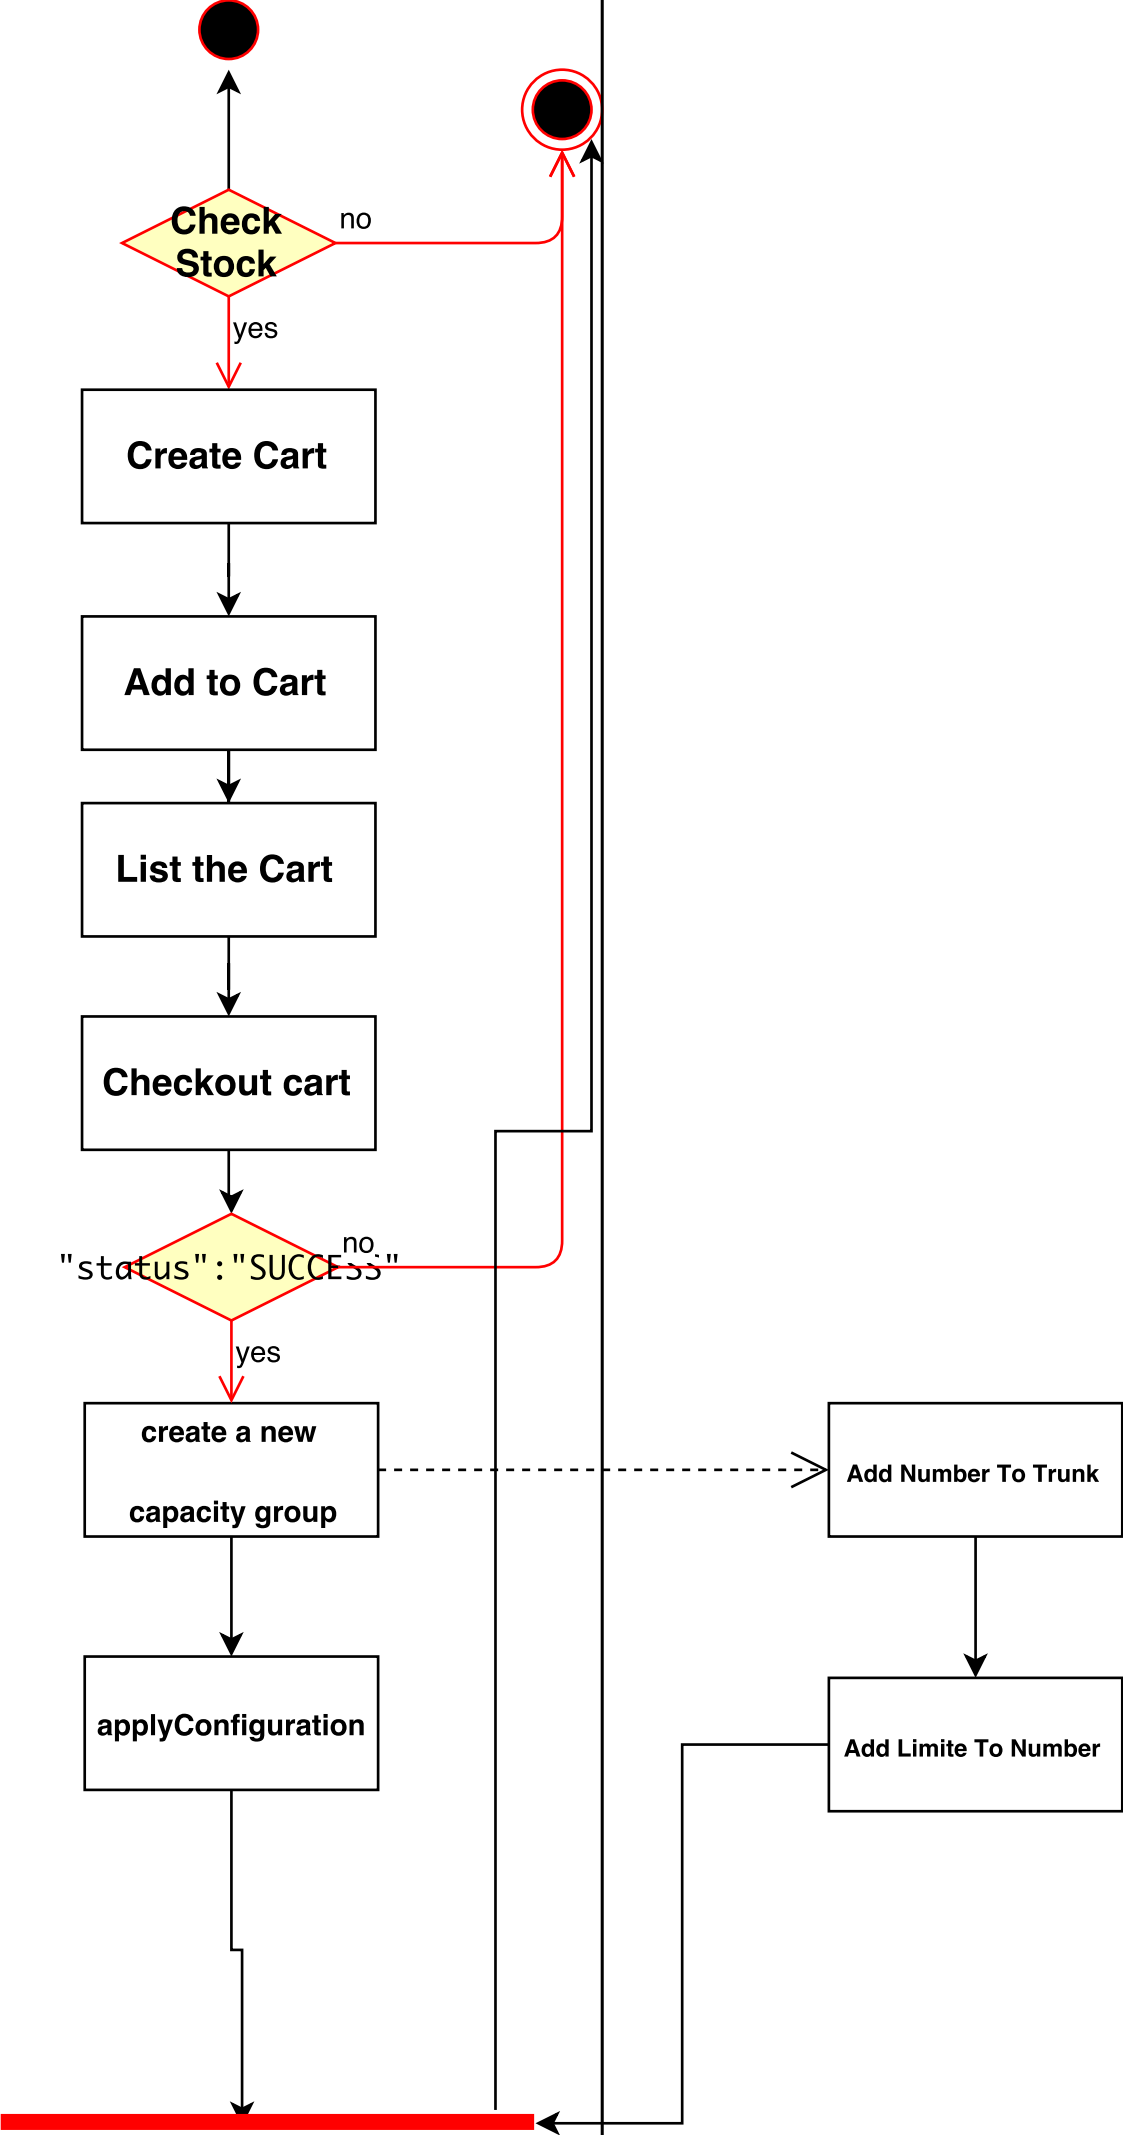 Check
Stock
no
yes
Create Cart
Add to Cart
List the Cart
Checkout cart
no
"status":"SUCCESS"
yes
create a new
capacity group
Add Number To Trunk
applyConfiguration
Add Limite To Number